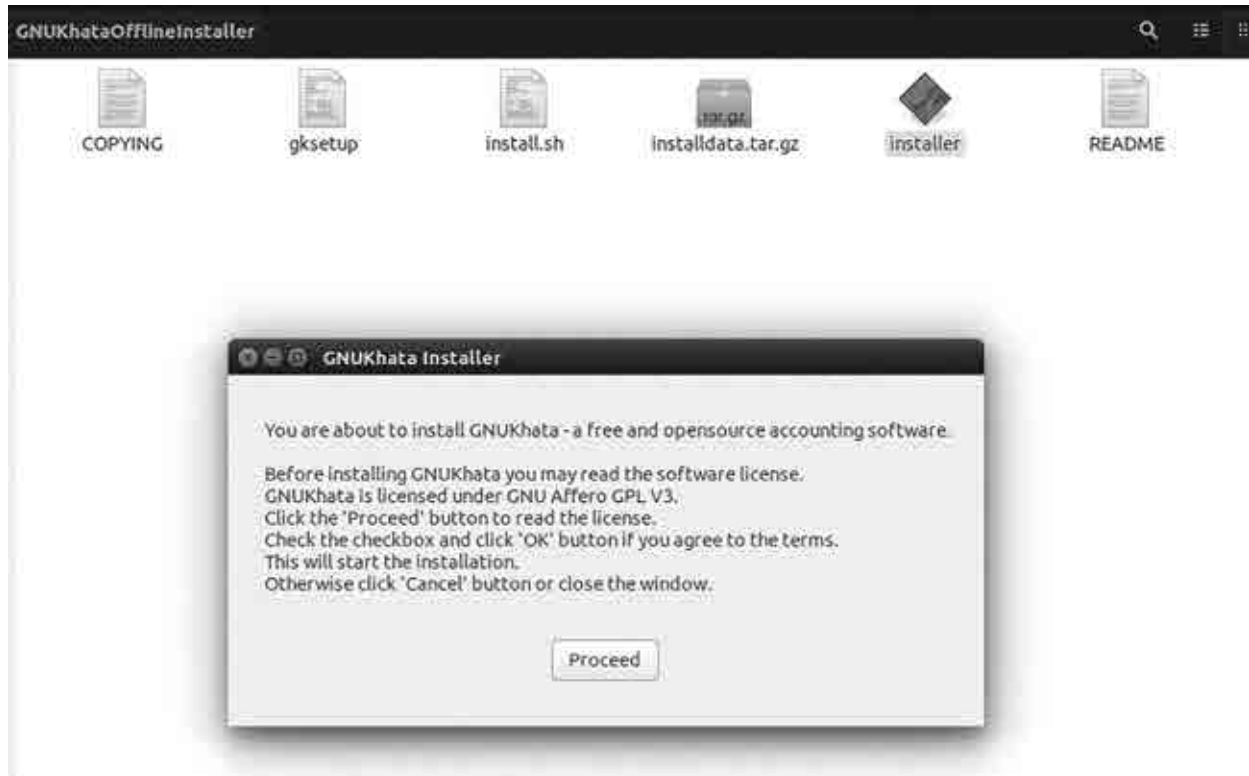 GNUKhataOfflineInstaller
COPYING
gksetup
install.sh
tar.gz
installdata.tar.gz
installer
README
GNUKhata Installer
You are about to install GNUKhata - a free and opensource accounting software.
Before installing GNUKhata you may read the software license.
GNUKhata is licensed under GNU Affero GPL V3.
Click the 'Proceed' button to read the license.
Check the checkbox and click 'OK' button if you agree to the terms.
This will start the installation.
Otherwise click 'Cancel' button or close the window.
Proceed